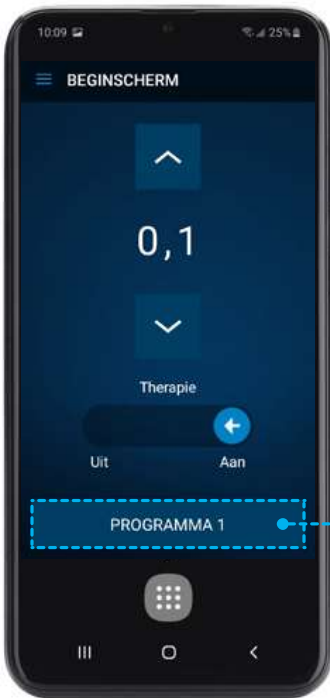 10:09 25%
BEGINSCHERM
0,1
Therapie
Uit Aan
PROGRAMMA 1